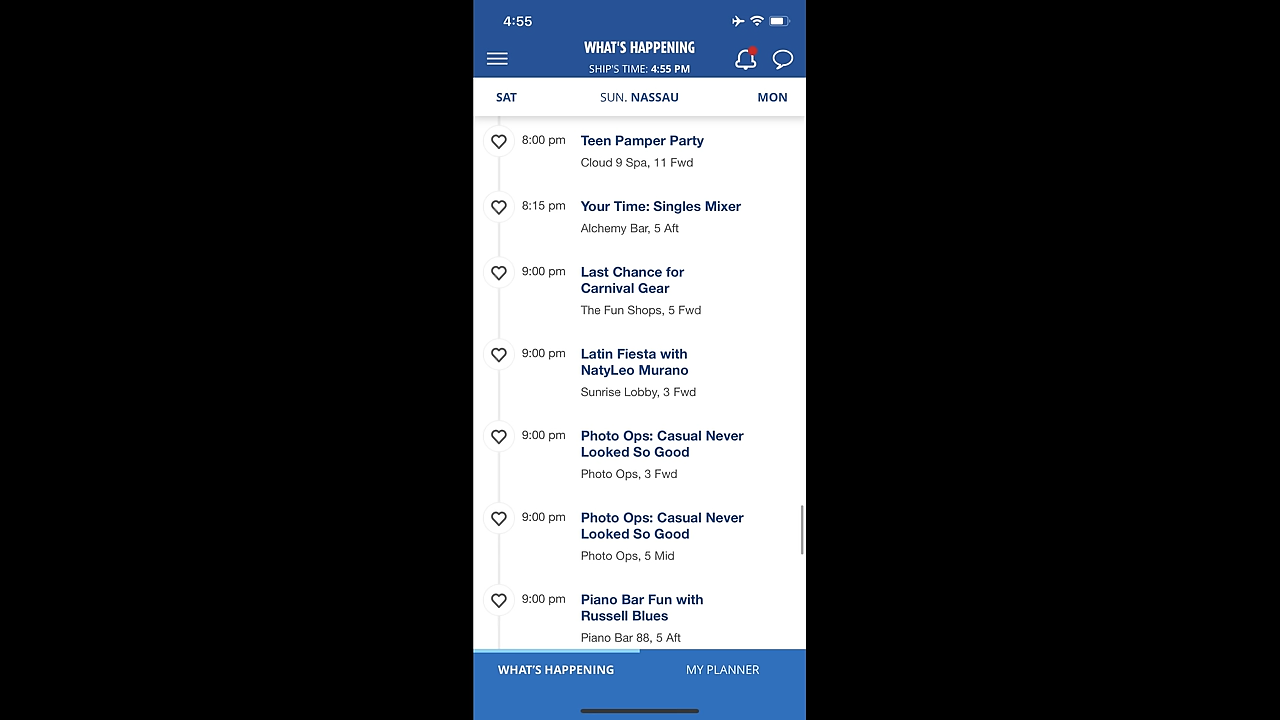 4:55
WHAT'S HAPPENING
SHIP'S TIME: 4:55 PM
SAT
SUN. NASSAU
MON
8:00 pm
Teen Pamper Party
Cloud 9 Spa, 11 Fwd
8:15 pm
Your Time: Singles Mixer
Alchemy Bar, 5 Aft
9:00 pm
Last Chance for
Carnival Gear
The Fun Shops, 5 Fwd
9:00 pm
Latin Fiesta with
NatyLeo Murano
Sunrise Lobby, 3 Fwd
9:00 pm
Photo Ops: Casual Never
Looked So Good
Photo Ops, 3 Fwd
9:00 pm
Photo Ops: Casual Never
Looked So Good
Photo Ops, 5 Mid
9:00 pm
Piano Bar Fun with
Russell Blues
Piano Bar 88, 5 Aft
WHAT'S HAPPENING
MY PLANNER